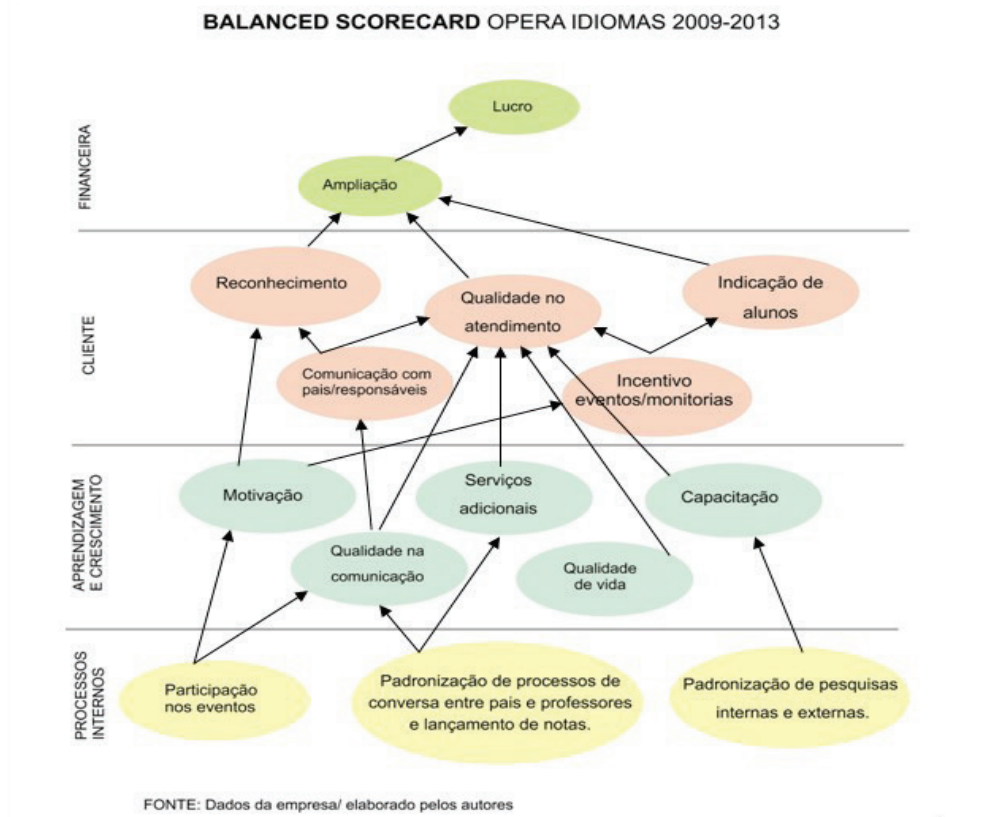 BALANCED SCORECARD OPERA IDIOMAS 2009-2013
FINANCEIRA
Lucro
Ampliação
CLIENTE
Reconhecimento
Qualidade no
atendimento
Indicação de
alunos
Comunicação com
pais/responsáveis
Incentivo
eventos/monitorias
APRENDIZAGEM
E CRESCIMENTO
Motivação
Serviços
adicionais
Capacitação
Qualidade na
comunicação
Qualidade
de vida
PROCESSOS
INTERNOS
Participação
nos eventos
Padronização de processos de
conversa entre pais e professores
e lançamento de notas.
Padronização de pesquisas
internas e externas.
FONTE: Dados da empresa/ elaborado pelos autores